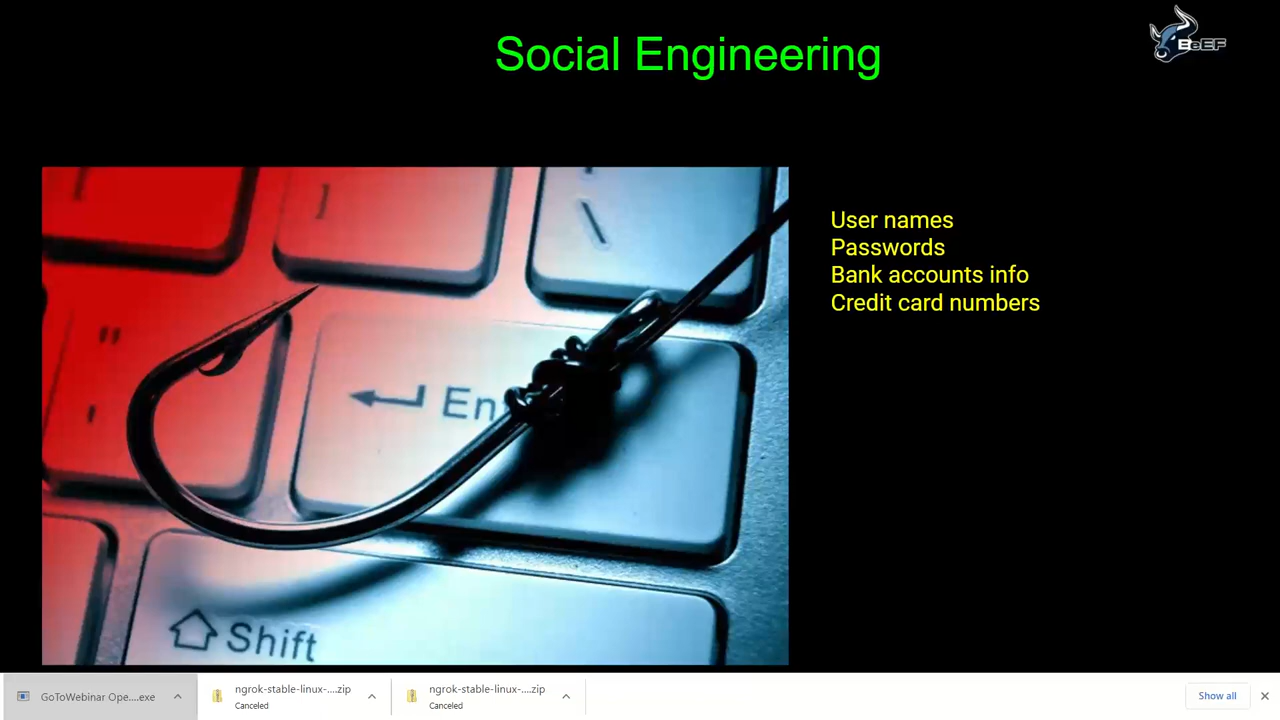 Social Engineering
BeEF
User names
Passwords
Bank accounts info
Credit card numbers
Shift
GoToWebinar Ope....exe
ngrok-stable-linux-....zip
Canceled
ngrok-stable-linux-....zip
Canceled
Show all